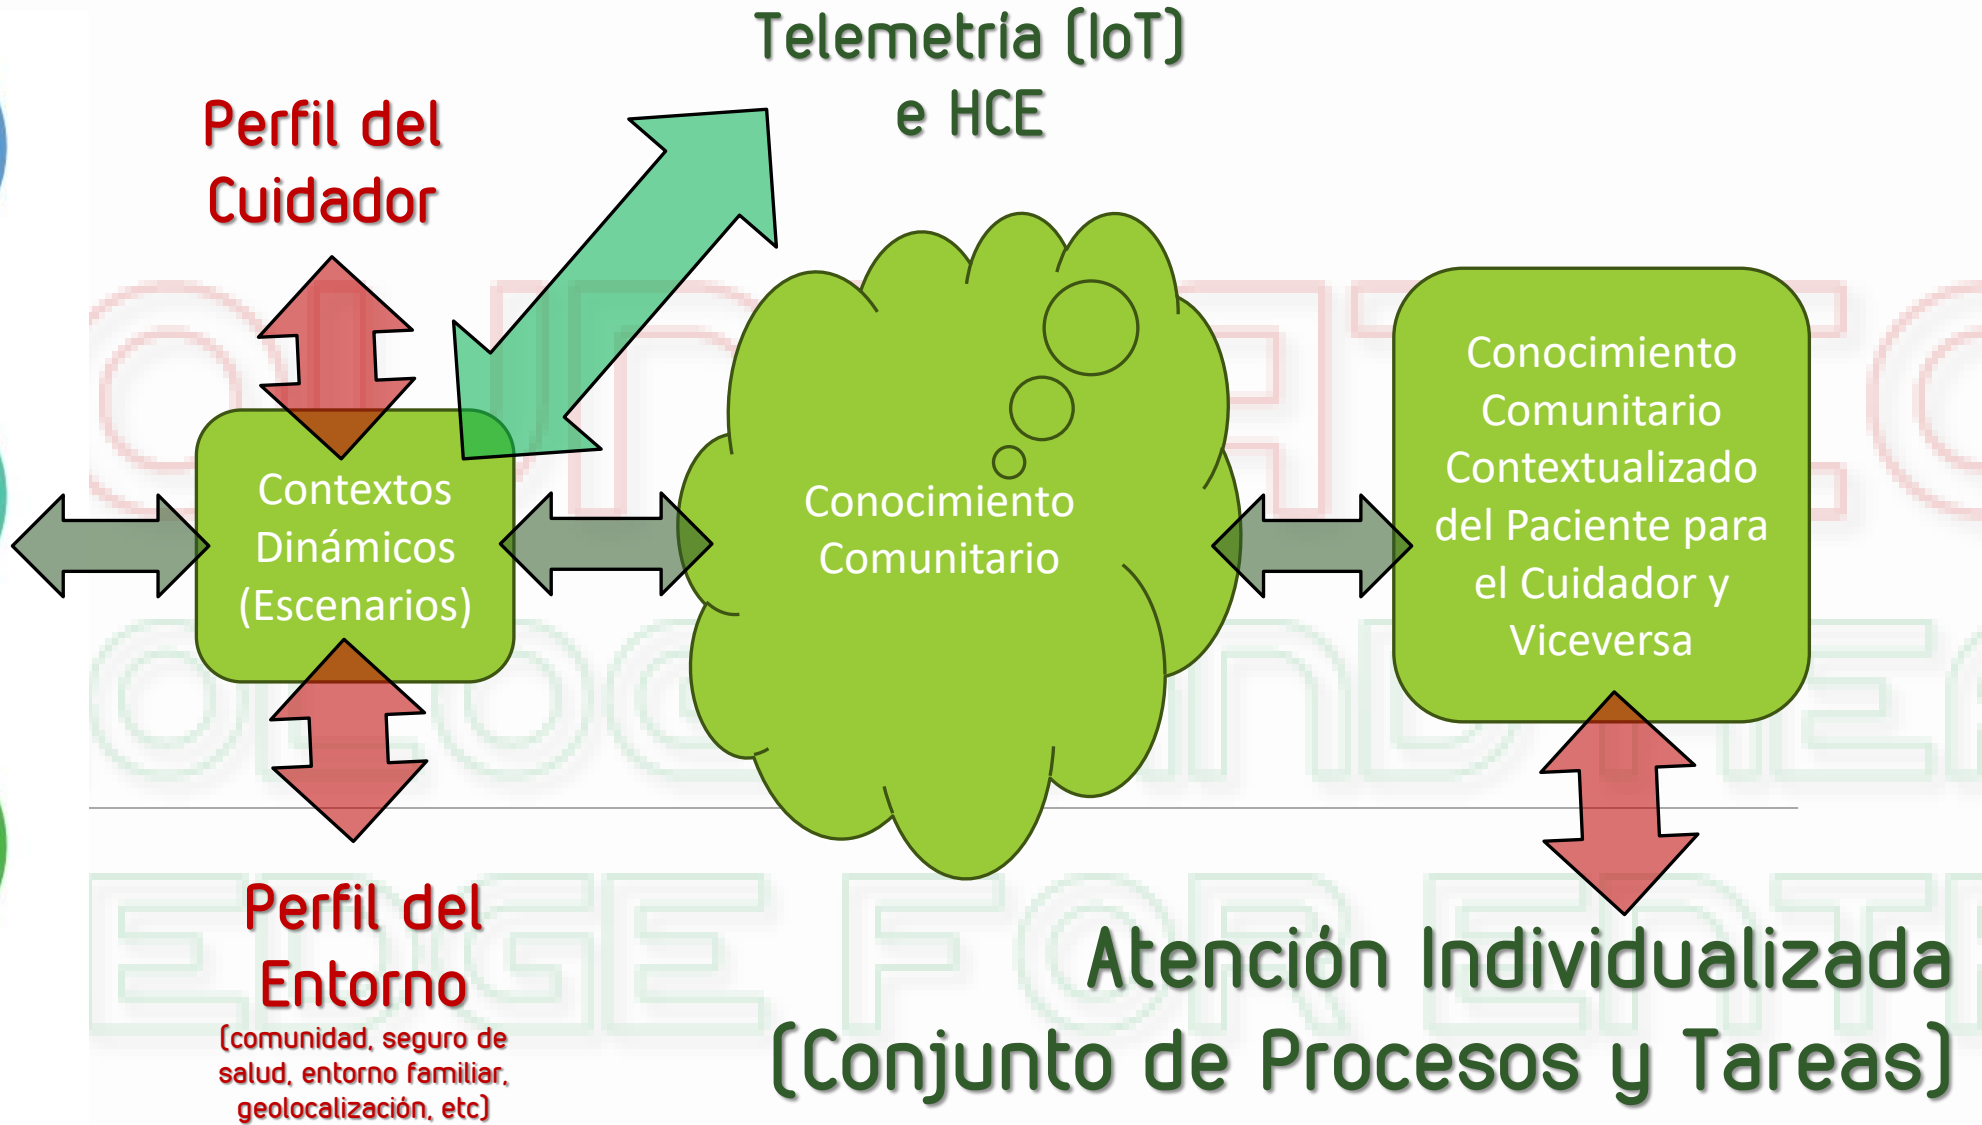 Telemetría (IoT)
e HCE
Perfil del
Cuidador
Contextos
Dinámicos
(Escenarios)
Conocimiento
Comunitario
Conocimiento
Comunitario
Contextualizado
del Paciente para
el Cuidador y
Viceversa
Perfil del
Entorno
(comunidad, seguro de
salud, entorno familiar,
geolocalización, etc)
Atención Individualizada
(Conjunto de Procesos y Tareas)